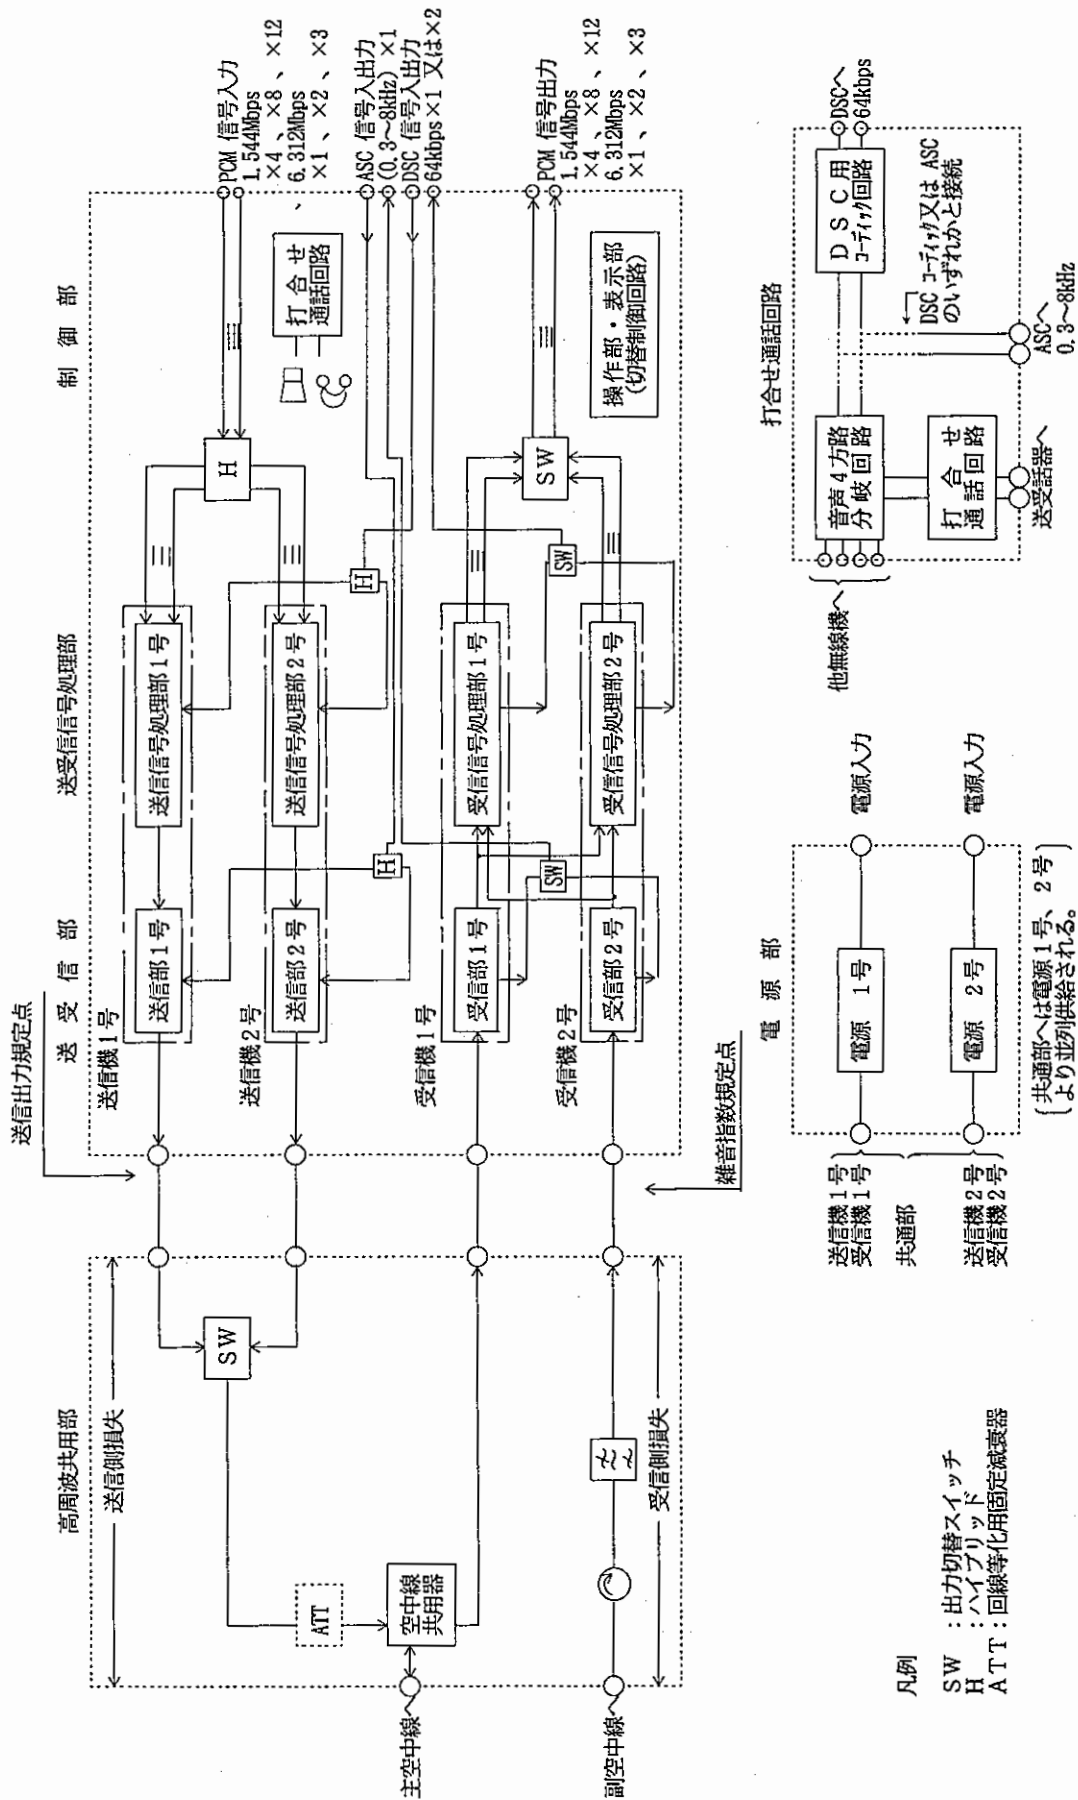 高周波共用部
送信側損失
SW
ATT
空中線
共用器
主空中線へ
副空中線へ
受信側損失
送信出力規定点
雑音指数規定点
送受信部
送受信信号処理部
制御部
送信機1号
送信部1号
送信信号処理部1号
送信機2号
送信部2号
送信信号処理部2号
受信機1号
受信部1号
受信信号処理部1号
受信機2号
受信部2号
受信信号処理部2号
H
H
H
SW
SW
SW
打合せ
通話回路
操作部・表示部
(切替制御回路)
PCM 信号入力
1.544Mbps
×4、×8、×12
6.312Mbps
×1、×2、×3
ASC 信号入出力
(0.3～8kHz) ×1
DSC 信号入出力
64kbps×1 又は×2
PCM 信号出力
1.544Mbps
×4、×8、×12
6.312Mbps
×1、×2、×3
凡例
SW :出力切替スイッチ
H :ハイブリッド
ATT:回線等化用固定減衰器
電源部
送信機1号
受信機1号
共通部
送信機2号
受信機2号
電源 1号
電源 2号
電源入力
電源入力
共通部へは電源1号、2号
より並列供給される。
打合せ通話回路
他無線機へ
音声4方路
分岐回路
DSC用
コーディック回路
DSCへ
64kbps
打合せ
通話回路
送受話器へ
DSC コーディック又は ASC
のいずれかと接続
ASCへ
0.3～8kHz